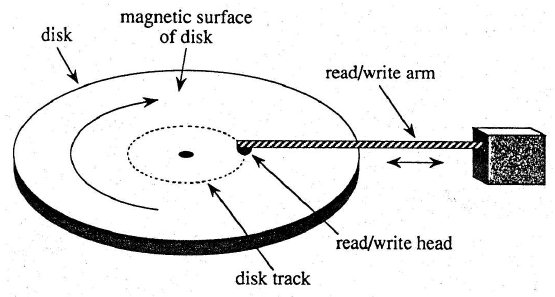 magnetic surface
of disk
disk
read/write arm
read/write head
disk track